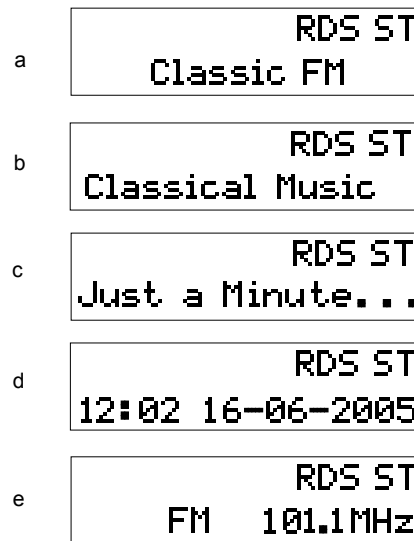 a
RDS ST
Classic FM
b
RDS ST
Classical Music
c
RDS ST
Just a Minute...
d
RDS ST
12:02 16-06-2005
e
RDS ST
FM 101.1MHz